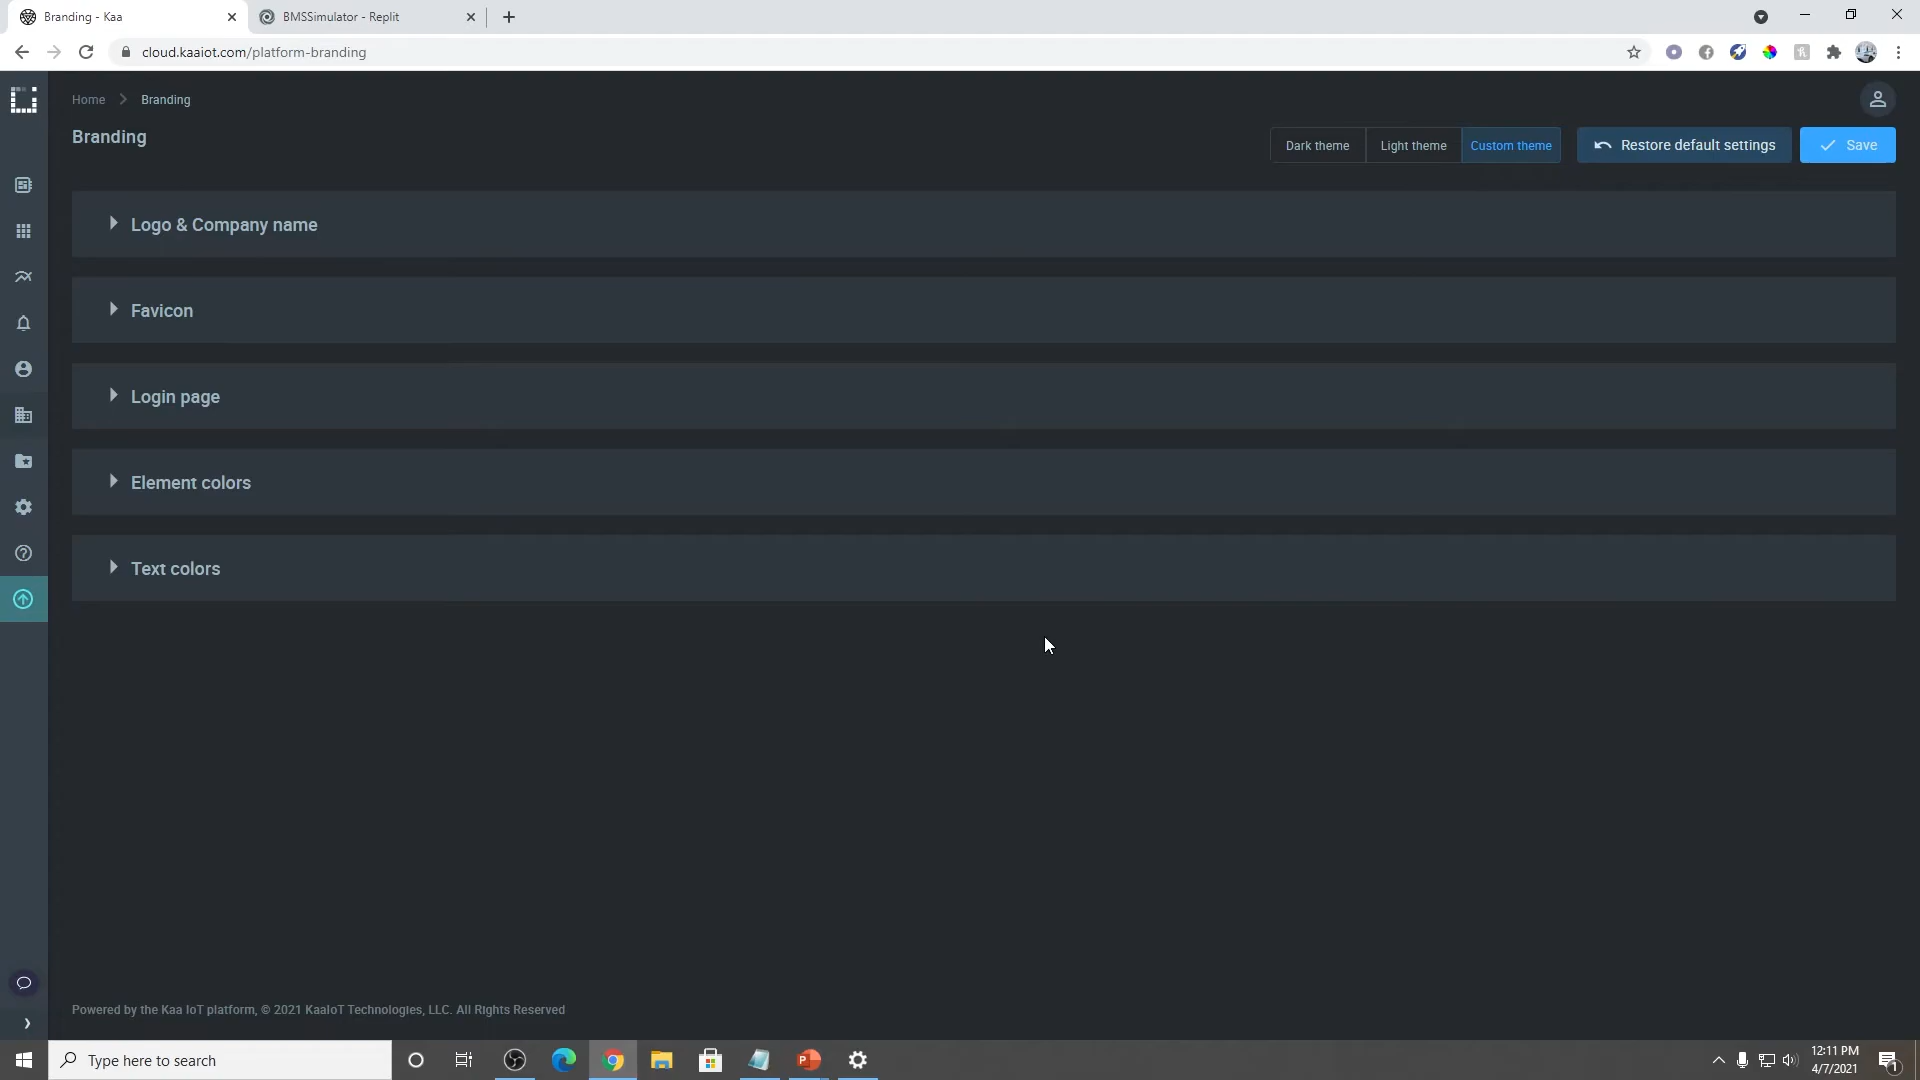 Branding - Kaa
BMSSimulator - Replit
cloud.kaaiot.com/platform-branding
Home
Branding
Branding
Dark theme
Light theme
Custom theme
Restore default settings
Save
Logo & Company name
Favicon
Login page
Element colors
Text colors
Powered by the Kaa IoT platform, © 2021 KaaIoT Technologies, LLC. All Rights Reserved
Type here to search
12:11 PM
4/7/2021
1